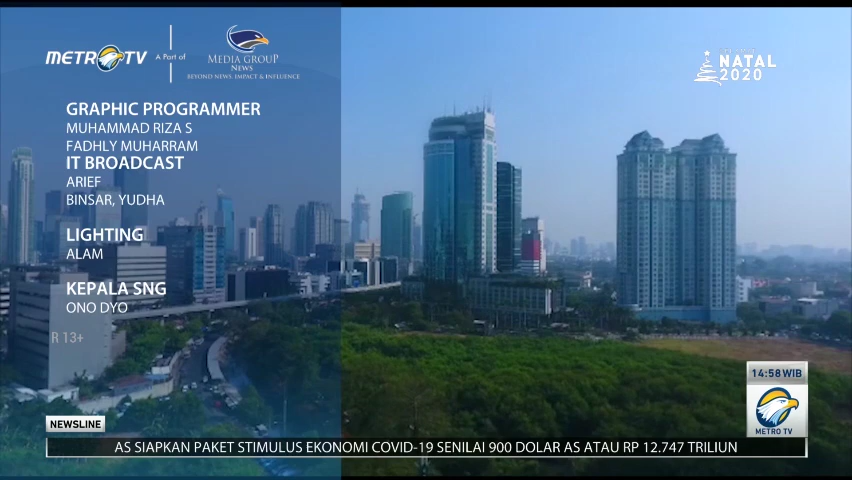 METRO TV
A Part of
MEDIA GROUP
NEWS
BEYOND NEWS, IMPACT & INFLUENCE
NATAL
2020
GRAPHIC PROGRAMMER
MUHAMMAD RIZA S
FADHLY MUHARRAM
IT BROADCAST
ARIEF
BINSAR, YUDHA
LIGHTING
ALAM
KEPALA SNG
ONO DYO
R 13+
14:58 WIB
METRO TV
NEWSLINE
AS SIAPKAN PAKET STIMULUS EKONOMI COVID-19 SENILAI 900 DOLAR AS ATAU RP 12.747 TRILIUN